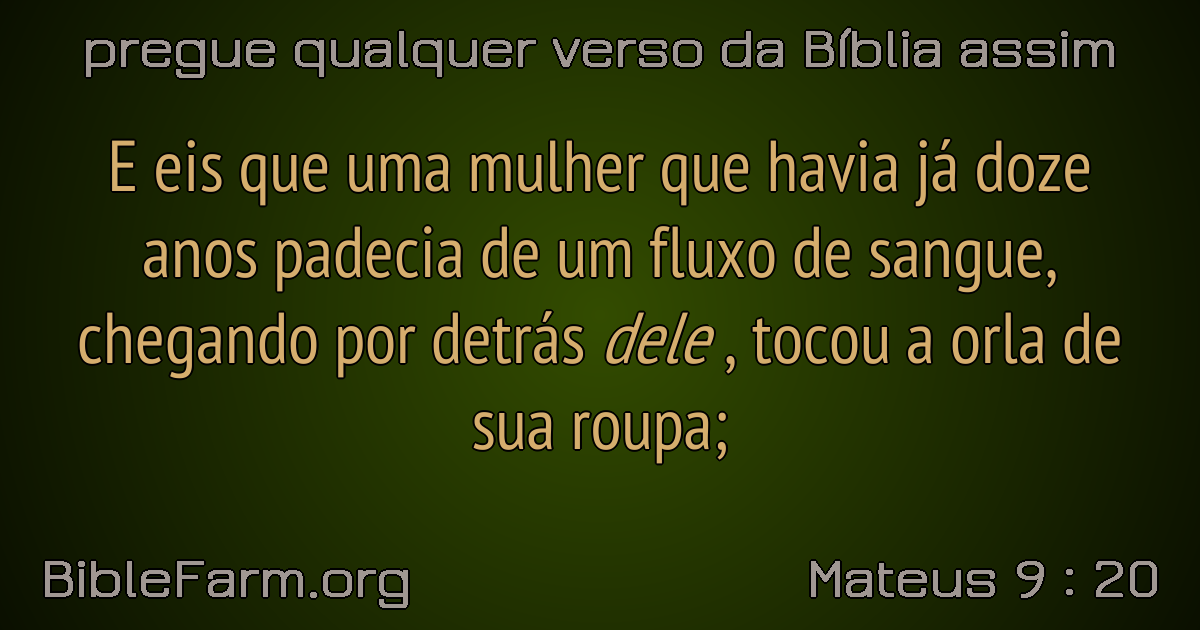 pregue qualquer verso da Bíblia assim
E eis que uma mulher que havia já doze
anos padecia de um fluxo de sangue,
chegando por detrás dele , tocou a orla de
sua roupa;
BibleFarm.org
Mateus 9 : 20